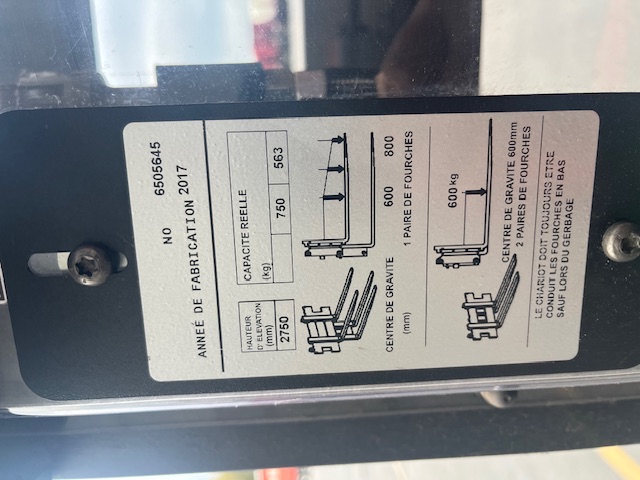 NO 6505645
ANNEÉ DE FABRICATION 2017
HAUTEUR
D' ELEVATION
(mm)
CAPACITE REELLE
(kg)
2750 750 563
CENTRE DE GRAVITE 600 800
(mm) 1 PAIRE DE FOURCHES
600 kg
CENTRE DE GRAVITE 600mm
2 PAIRES DE FOURCHES
LE CHARIOT DOIT TOUJOURS ETRE
CONDUIT LES FOURCHES EN BAS
SAUF LORS DU GERBAGE